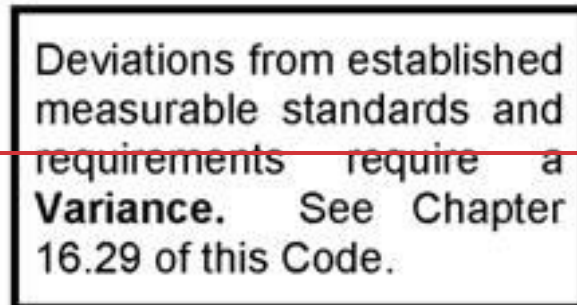 Deviations from established
measurable standards and
requirements require a
Variance. See Chapter
16.29 of this Code.